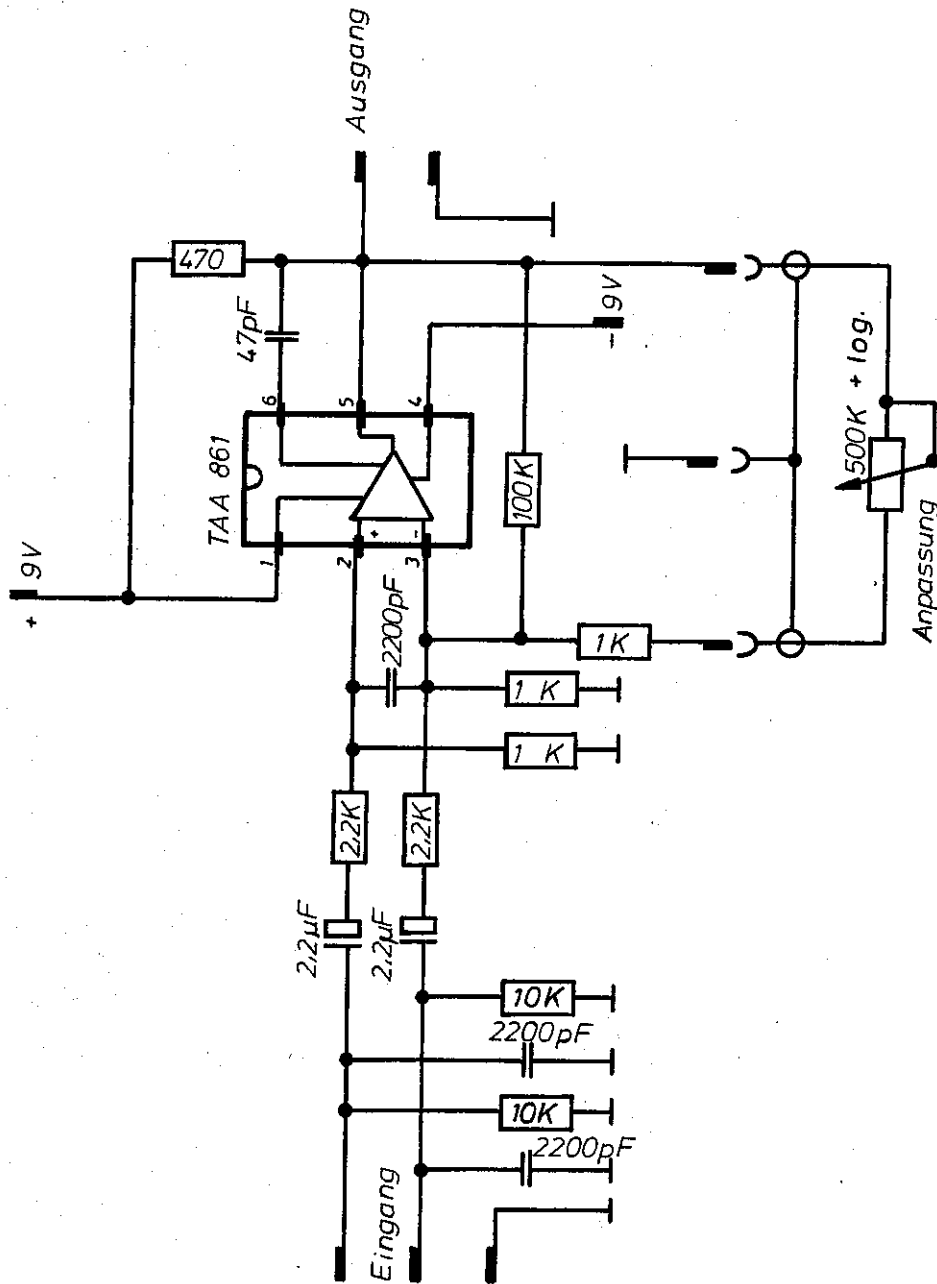 + 9V
TAA 861
1
2
3
6
5
4
+
-
470
47pF
Ausgang
- 9V
100K
2200pF
1K
1 K
1 K
2,2K
2,2K
2,2µF
2,2µF
10K
2200pF
10K
2200pF
Eingang
500K + log.
Anpassung